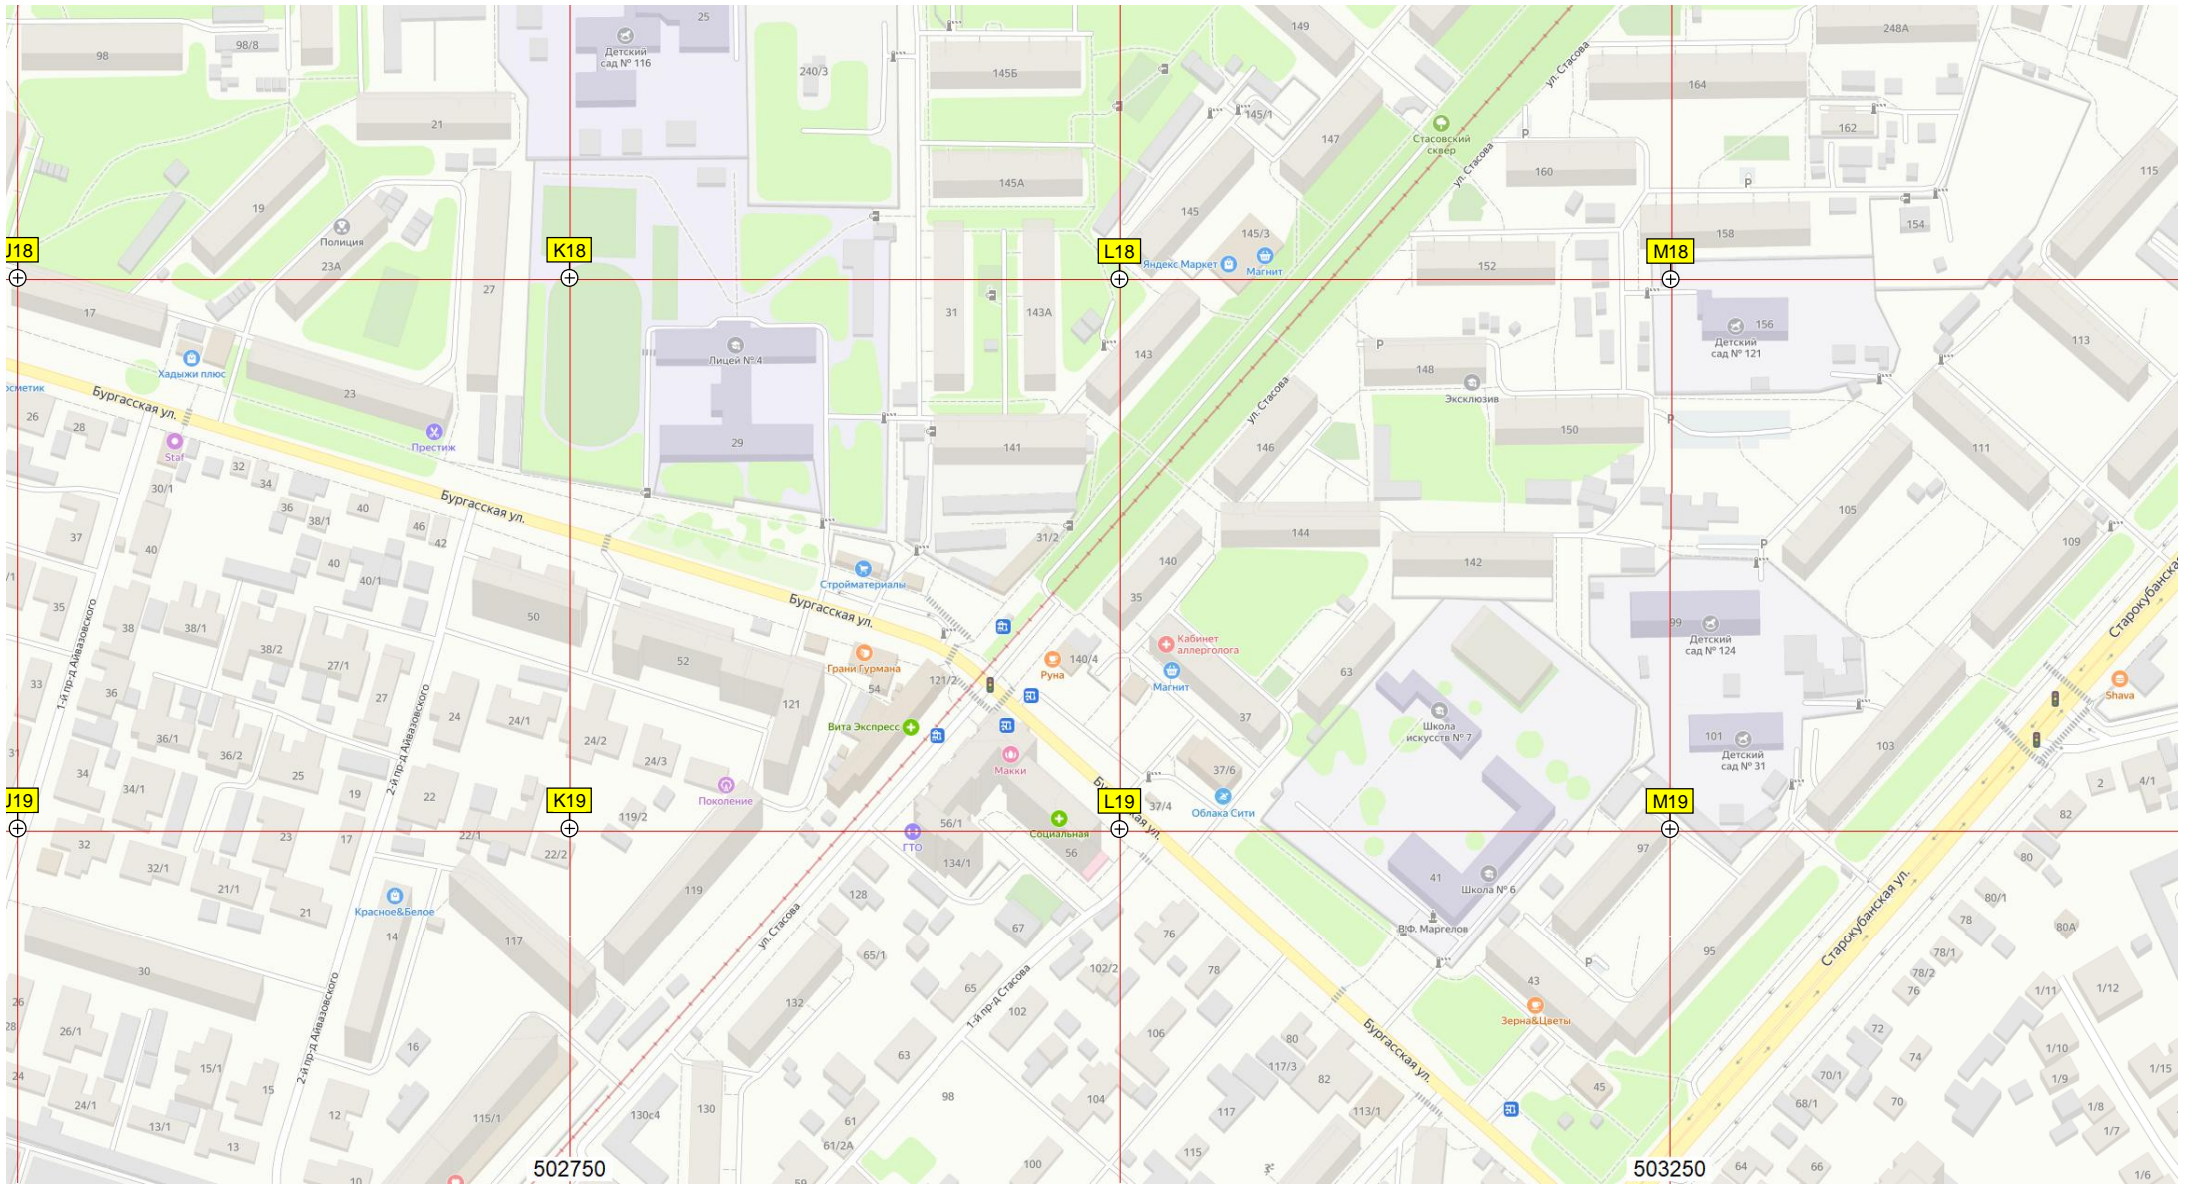 25
149
248А
98
98/8
Детский
сад № 116
240/3
145Б
ул. Стасова
164
21
145/1
147
Стасовский
сквер
Р
162
145А
ул. Стасова
160
Р
115
19
145
Полиция
145/3
158
154
23А
J18
K18
L18
Яндекс Маркет
Магнит
152
M18
27
17
31
143А
156
Детский
сад № 121
113
Лицей № 4
143
Р
Хадыжи плюс
148
Эксклюзив
Бургасская ул.
23
ул. Стасова
26
28
Престиж
29
141
146
150
Р
111
Staf
32
34
30/1
36
40
38/1
Бургасская ул.
46
42
105
37
40
31/2
144
109
Р
40
40/1
Стройматериалы
140
142
35
50
Бургасская ул.
35
99
Детский
сад № 124
Старокубанская
38
38/1
38/2
27/1
1-й пр-д Айвазовского
Кабинет
аллерголога
52
Грани Гурмана
Руна
140/4
63
33
36
27
54
121/2
Магнит
Shava
2-й пр-д Айвазовского
24
24/1
121
Вита Экспресс
37
Школа
искусств № 7
101
Детский
сад № 31
103
36/1
36/2
24/2
31
24/3
Макки
34
34/1
25
19
22
Поколение
37/6
2
4/1
J19
K19
L19
37/4
Облака Сити
M19
119/2
56/1
Социальная
82
32
23
17
22/1
22/2
ГТО
134/1
56
97
80
32/1
21/1
119
128
41
Школа № 6
80/1
21
Красное&Белое
ул. Стасова
67
В.Ф. Маргелов
78
80А
14
117
76
Старокубанская ул.
30
65/1
102/2
78
Р
95
78/1
78/2
26
132
65
43
76
1/11
1/12
28
26/1
2-й пр-д Айвазовского
1-й пр-д Стасова
102
Зерна&Цветы
16
106
80
Бургасская ул.
72
15/1
63
117/3
74
1/10
24
15
82
70/1
1/9
1/15
24/1
12
115/1
130с4
130
98
104
117
113/1
45
68/1
70
1/8
13/1
13
61
61/2А
1/7
115
502750
100
503250
64
66
1/6
10
59